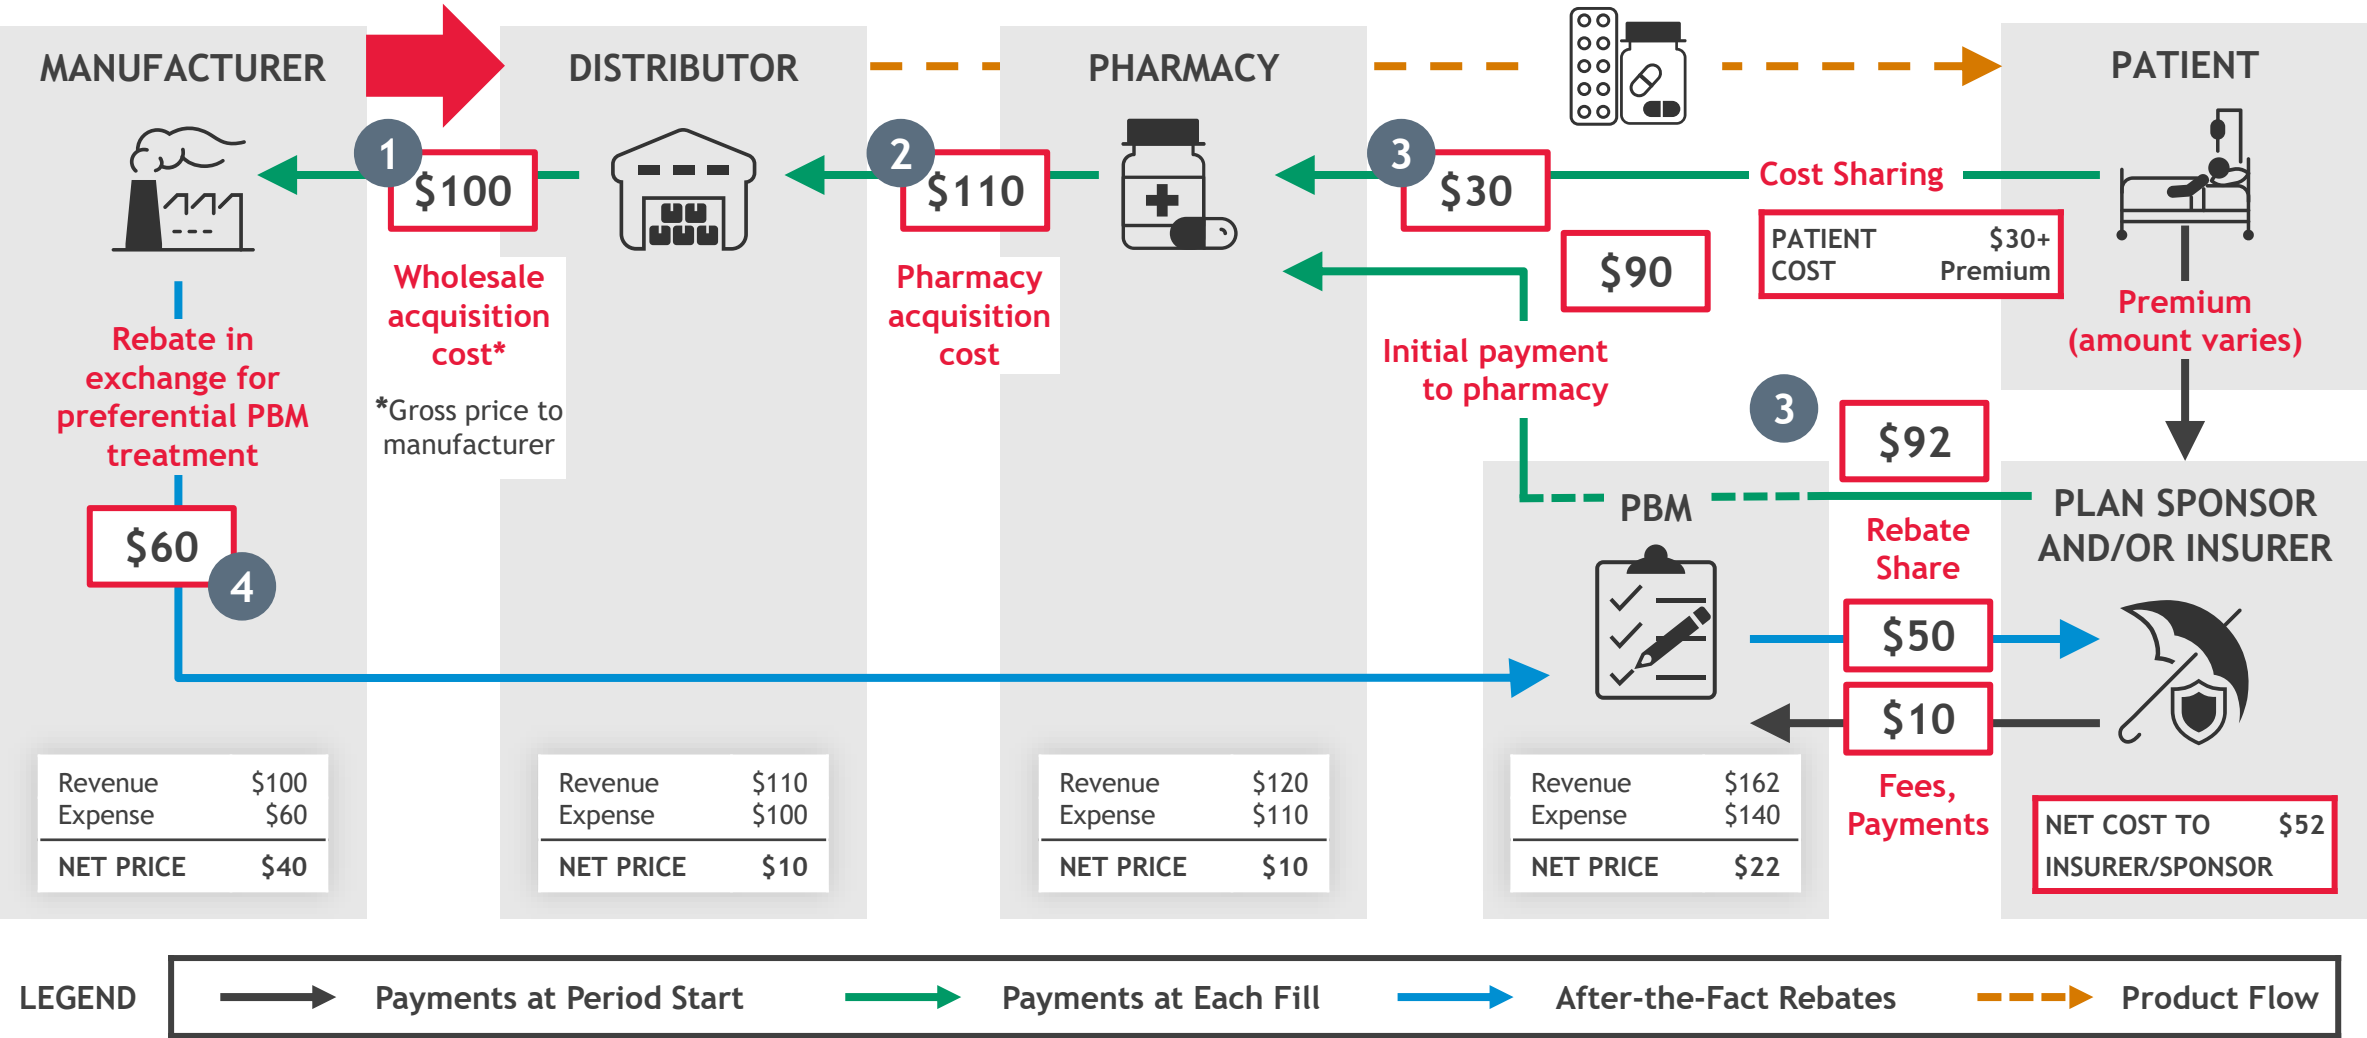 MANUFACTURER
DISTRIBUTOR
PHARMACY
PATIENT
1
$100
2
$110
3
$30
Cost Sharing
PATIENT $30+
COST Premium
$90
Wholesale
acquisition
cost*
*Gross price to
manufacturer
Pharmacy
acquisition
cost
Premium
(amount varies)
Rebate in
exchange for
preferential PBM
treatment
Initial payment
to pharmacy
3
$92
$60
4
PBM
PLAN SPONSOR
AND/OR INSURER
Rebate
Share
$50
$10
Fees,
Payments
Revenue $100
Expense $60
NET PRICE $40
Revenue $110
Expense $100
NET PRICE $10
Revenue $120
Expense $110
NET PRICE $10
Revenue $162
Expense $140
NET PRICE $22
NET COST TO $52
INSURER/SPONSOR
LEGEND
Payments at Period Start
Payments at Each Fill
After-the-Fact Rebates
Product Flow